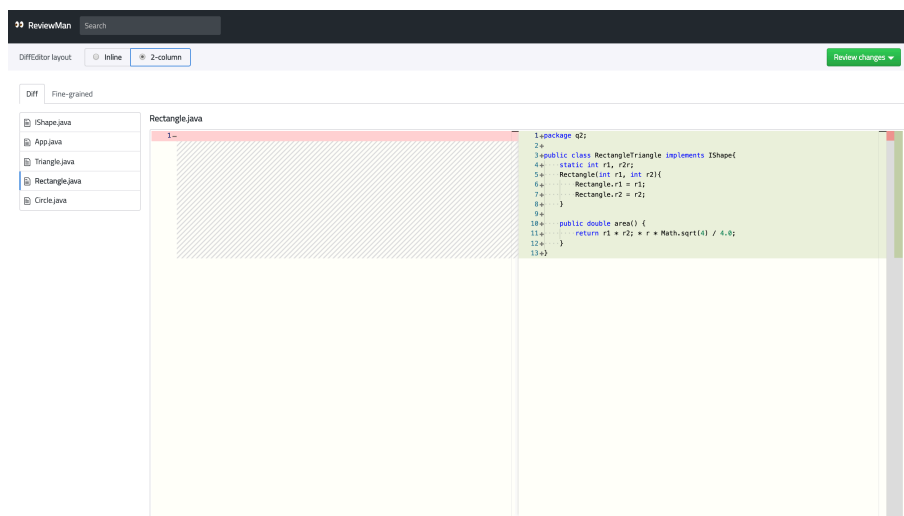 ReviewMan Search
DiffEditor layout Inline 2-column Review changes
Diff Fine-grained
IShape.java
App.java
Triangle.java
Rectangle.java
Circle.java
Rectangle.java
1-
1+package q2;
2+
3+public class RectangleTriangle implements IShape{
4+ static int r1, r2r;
5+ Rectangle(int r1, int r2){
6+ Rectangle.r1 = r1;
7+ Rectangle.r2 = r2;
8+ }
9+
10+ public double area() {
11+ return r1 * r2; * r * Math.sqrt(4) / 4.0;
12+ }
13+}